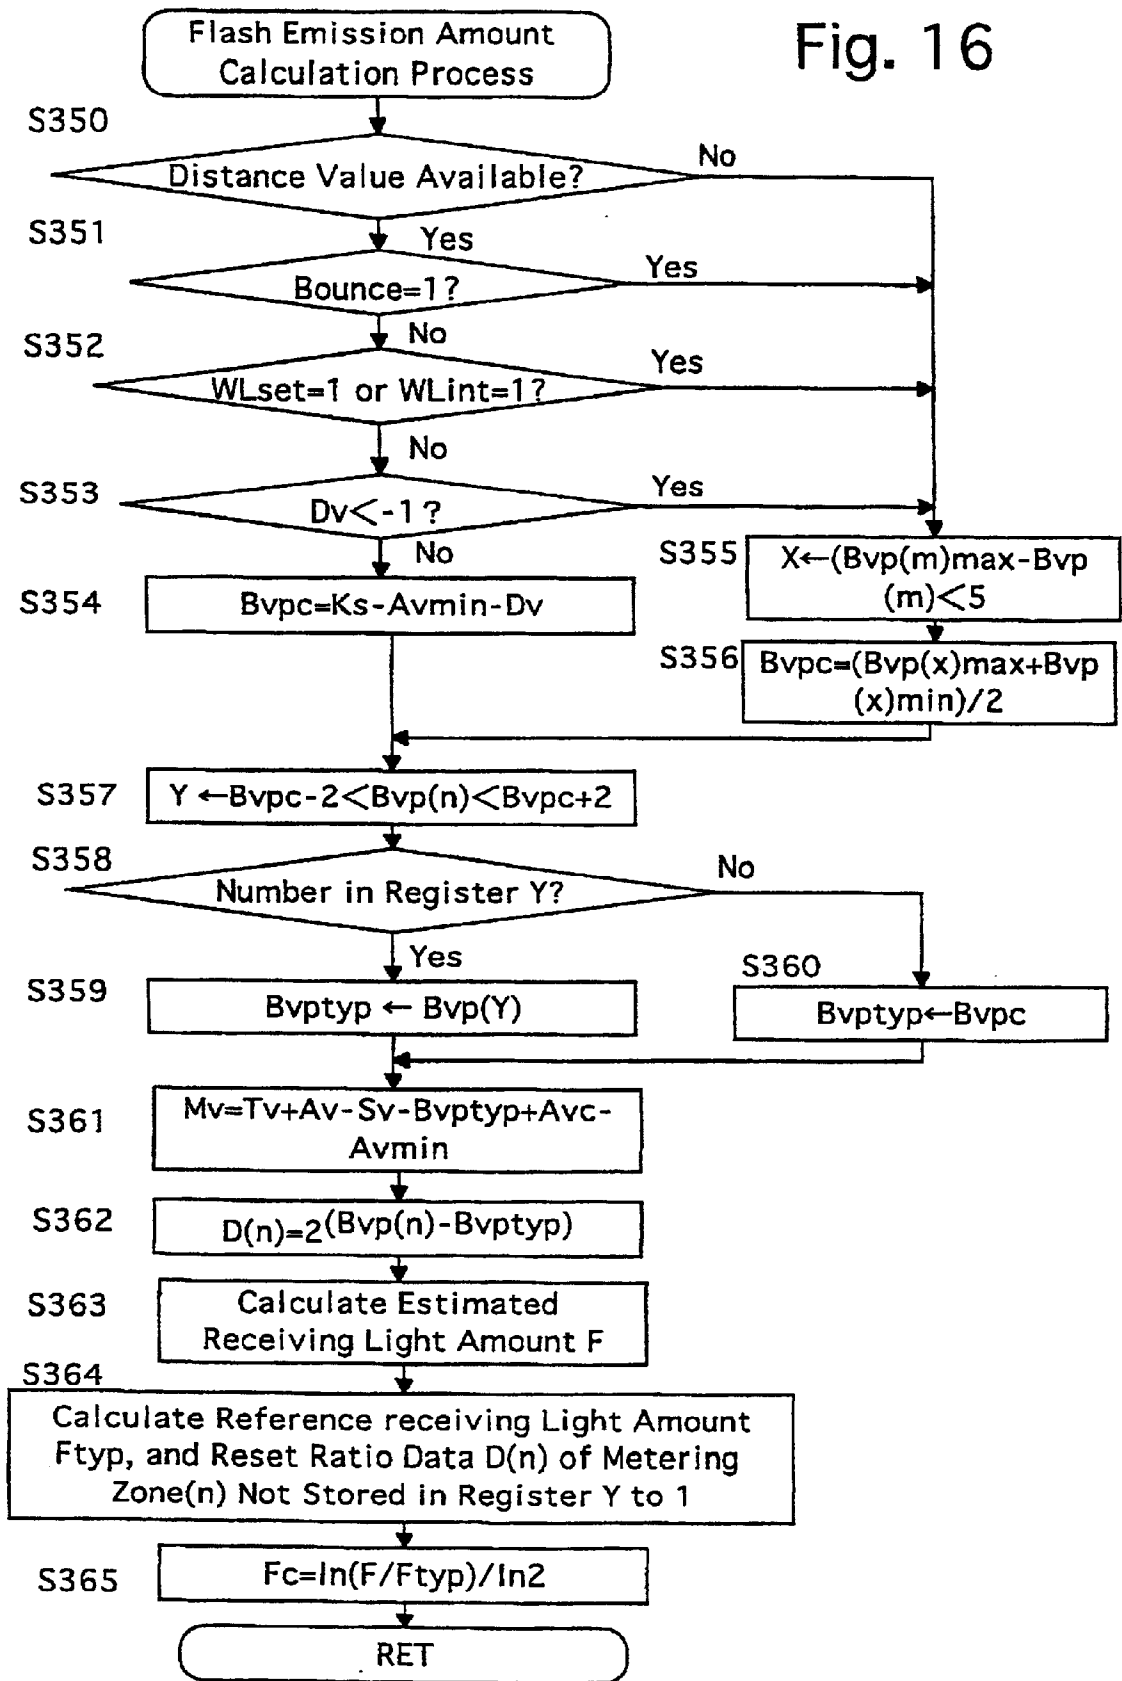 Fig. 16
Flash Emission Amount
Calculation Process
S350
Distance Value Available?
No
S351
Yes
Bounce=1?
Yes
S352
No
WLset=1 or WLint=1?
Yes
No
S353
Dv<-1?
Yes
No
S354
Bvpc=Ks-Avmin-Dv
S355
X←(Bvp(m)max-Bvp
(m)<5
S356
Bvpc=(Bvp(x)max+Bvp
(x)min)/2
S357
Y ←Bvpc-2<Bvp(n)<Bvpc+2
S358
Number in Register Y?
No
Yes
S359
Bvptyp ← Bvp(Y)
S360
Bvptyp←Bvpc
S361
Mv=Tv+Av-Sv-Bvptyp+Avc-
Avmin
S362
D(n)=2(Bvp(n)-Bvptyp)
S363
Calculate Estimated
Receiving Light Amount F
S364
Calculate Reference receiving Light Amount
Ftyp, and Reset Ratio Data D(n) of Metering
Zone(n) Not Stored in Register Y to 1
S365
Fc=ln(F/Ftyp)/ln2
RET